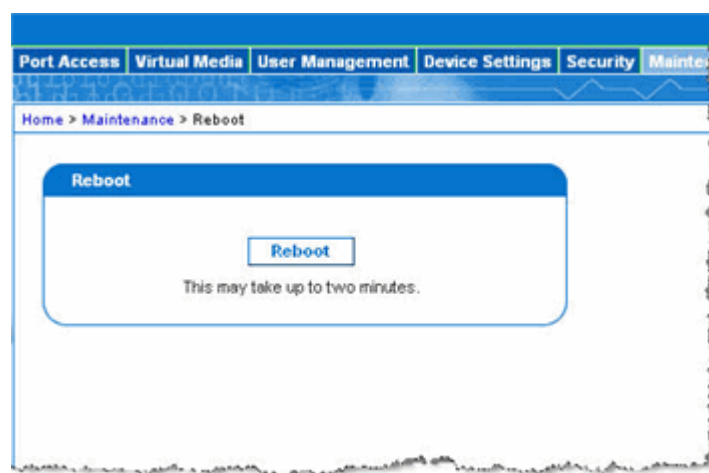 Port Access Virtual Media User Management Device Settings Security Mainte
Home > Maintenance > Reboot
Reboot
Reboot
This may take up to two minutes.